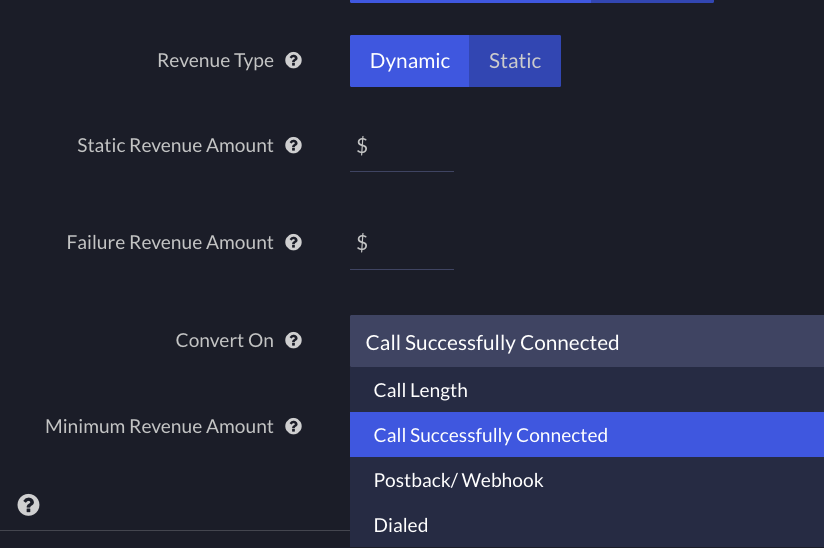 Revenue Type ?
Dynamic Static
Static Revenue Amount ?
$
Failure Revenue Amount ?
$
Convert On ?
Call Successfully Connected
Call Length
Minimum Revenue Amount ?
Call Successfully Connected
Postback/ Webhook
?
Dialed